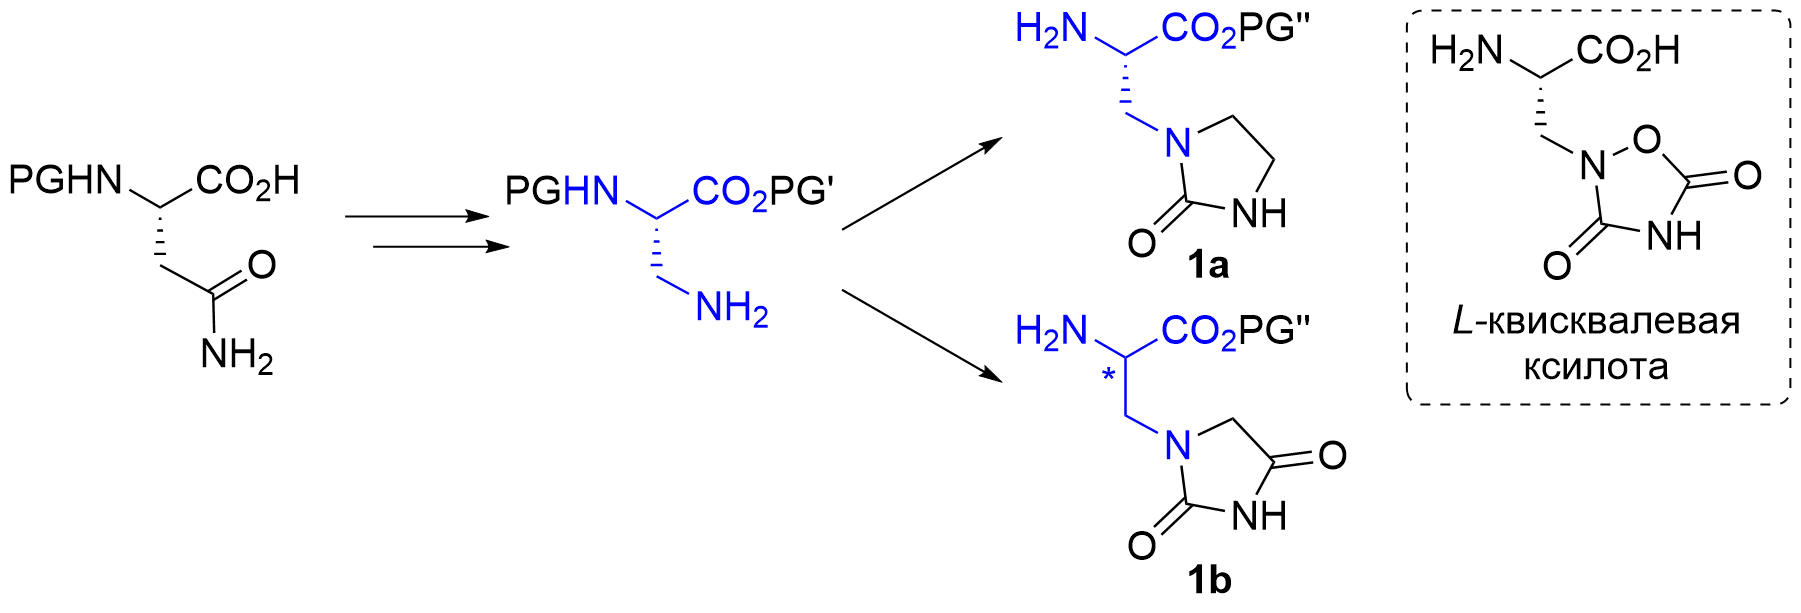 PGHN
CO2H
O
NH2
PGHN
CO2PG'
NH2
H2N
CO2PG"
N
O
NH
1a
H2N
CO2PG"
*
N
O
O
NH
1b
H2N
CO2H
N
O
O
O
NH
L-квисквалевая
ксилота